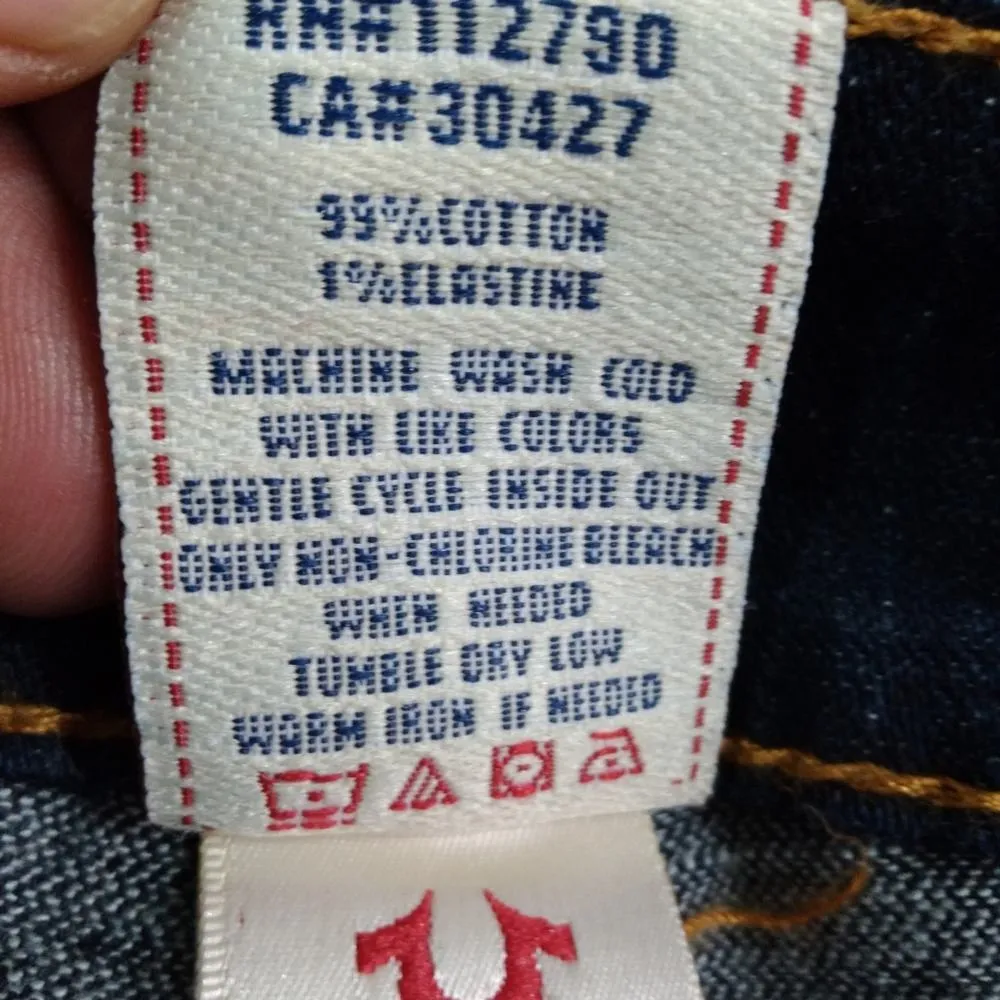 RN#112790
CA#30427
99%COTTON
1%ELASTINE
MACHINE WASH COLD
WITH LIKE COLORS
GENTLE CYCLE INSIDE OUT
ONLY NON-CHLORINE BLEACH
WHEN NEEDED
TUMBLE DRY LOW
WARM IRON IF NEEDED